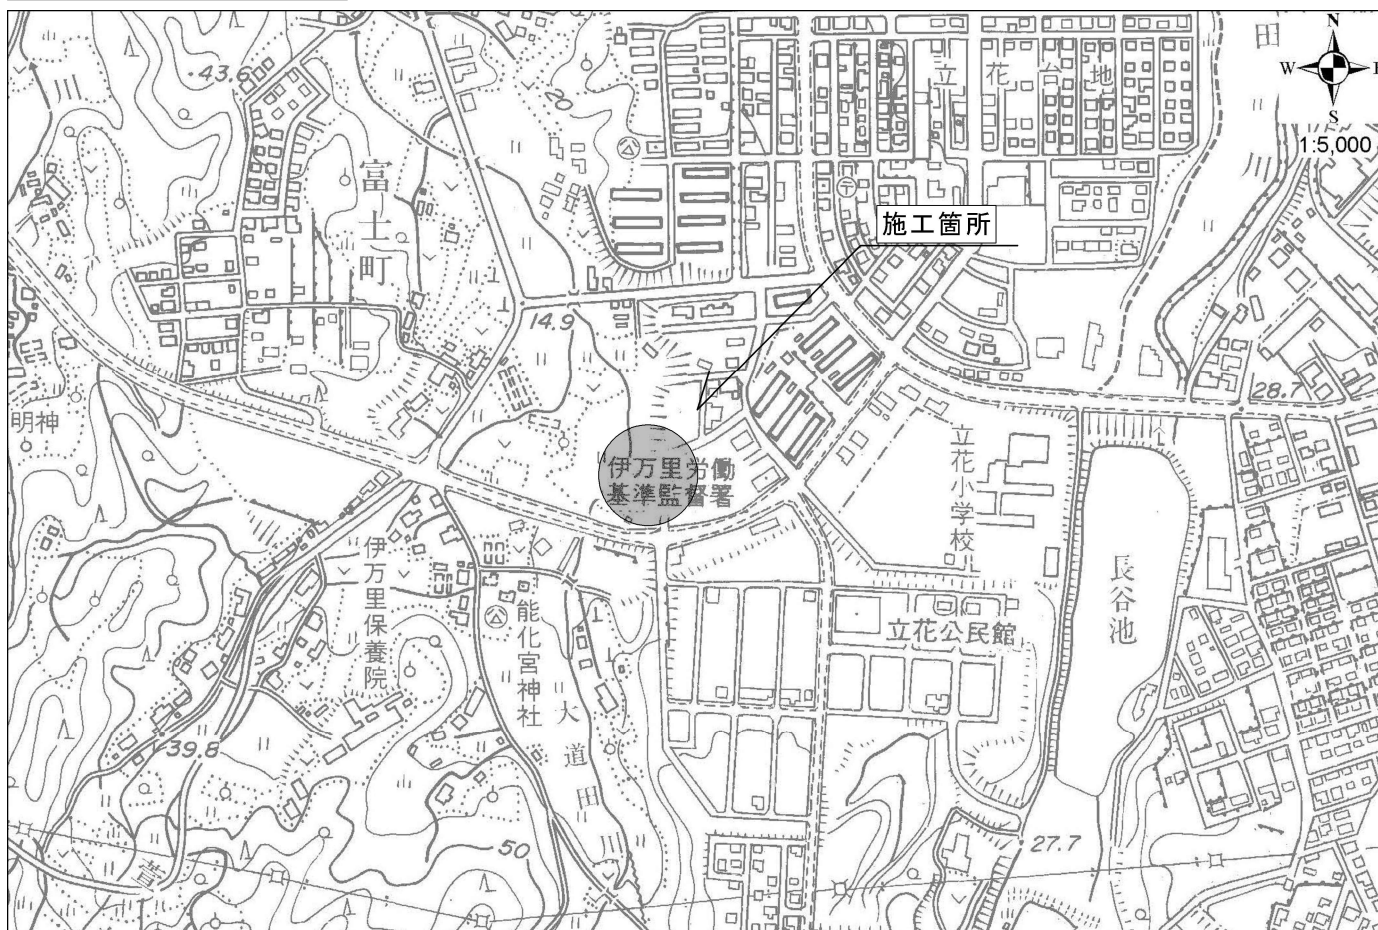 N
W
S
1:5,000
田
立花台地
・43.6
20
富士町
施工箇所
14.9
28.7
明神
伊万里労働
基準監督署
立花小学校
伊万里保養院
能化宮神社
長谷池
立花公民館
大道田川
39.8
50
27.7